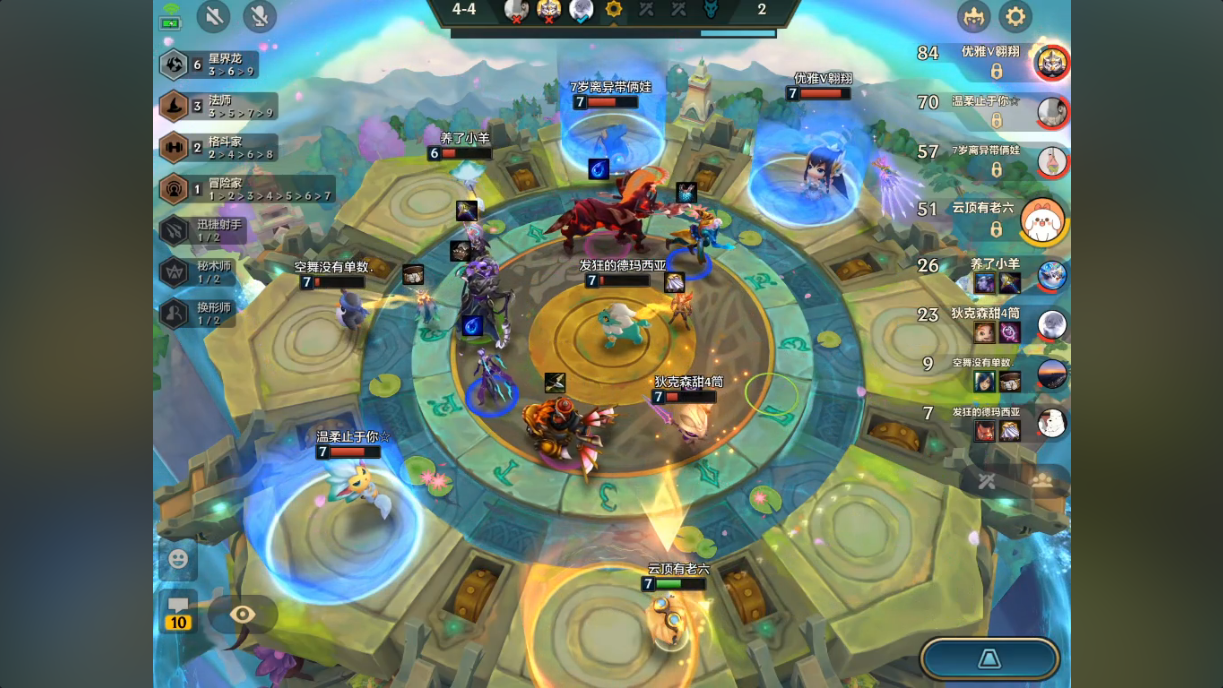 4-4
2
6 星界龙
3 > 6 > 9
3 法师
3 > 5 > 7 > 9
2 格斗家
2 > 4 > 6 > 8
1 冒险家
1 > 2 > 3 > 4 > 5 > 6 > 7
迅捷射手
1 / 2
秘术师
1 / 2
换形师
1 / 2
7岁离异带俩娃
7
优雅V翱翔
7
养了小羊
6
空舞没有单数.
7
发狂的德玛西亚
7
狄克森甜4筒
7
温柔止于你☆
7
云顶有老六
7
84 优雅V翱翔
70 温柔止于你☆
57 7岁离异带俩娃
51 云顶有老六
26 养了小羊
23 狄克森甜4筒
9 空舞没有单数.
7 发狂的德玛西亚
10